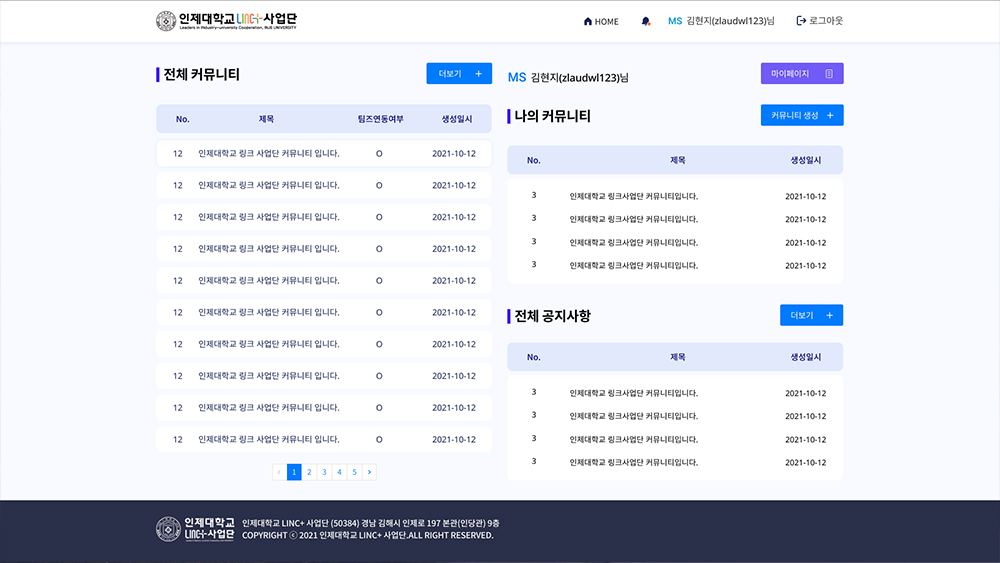 인제대학교 LINC+사업단
Leaders in INdustry-university Cooperation, INJE UNIVERSITY
HOME
MS 김현지(zlaudwl123)님
로그아웃
전체 커뮤니티
더보기 +
No. 제목 팀즈연동여부 생성일시
12 인제대학교 링크 사업단 커뮤니티 입니다. O 2021-10-12
12 인제대학교 링크 사업단 커뮤니티 입니다. O 2021-10-12
12 인제대학교 링크 사업단 커뮤니티 입니다. O 2021-10-12
12 인제대학교 링크 사업단 커뮤니티 입니다. O 2021-10-12
12 인제대학교 링크 사업단 커뮤니티 입니다. O 2021-10-12
12 인제대학교 링크 사업단 커뮤니티 입니다. O 2021-10-12
12 인제대학교 링크 사업단 커뮤니티 입니다. O 2021-10-12
12 인제대학교 링크 사업단 커뮤니티 입니다. O 2021-10-12
12 인제대학교 링크 사업단 커뮤니티 입니다. O 2021-10-12
12 인제대학교 링크 사업단 커뮤니티 입니다. O 2021-10-12
‹ 1 2 3 4 5 ›
MS 김현지(zlaudwl123)님
마이페이지
나의 커뮤니티
커뮤니티 생성 +
No. 제목 생성일시
3 인제대학교 링크사업단 커뮤니티입니다. 2021-10-12
3 인제대학교 링크사업단 커뮤니티입니다. 2021-10-12
3 인제대학교 링크사업단 커뮤니티입니다. 2021-10-12
3 인제대학교 링크사업단 커뮤니티입니다. 2021-10-12
전체 공지사항
더보기 +
No. 제목 생성일시
3 인제대학교 링크사업단 커뮤니티입니다. 2021-10-12
3 인제대학교 링크사업단 커뮤니티입니다. 2021-10-12
3 인제대학교 링크사업단 커뮤니티입니다. 2021-10-12
3 인제대학교 링크사업단 커뮤니티입니다. 2021-10-12
인제대학교
LINC+사업단
인제대학교 LINC+ 사업단 (50384) 경남 김해시 인제로 197 본관(인당관) 9층
COPYRIGHT ⓒ 2021 인제대학교 LINC+ 사업단.ALL RIGHT RESERVED.